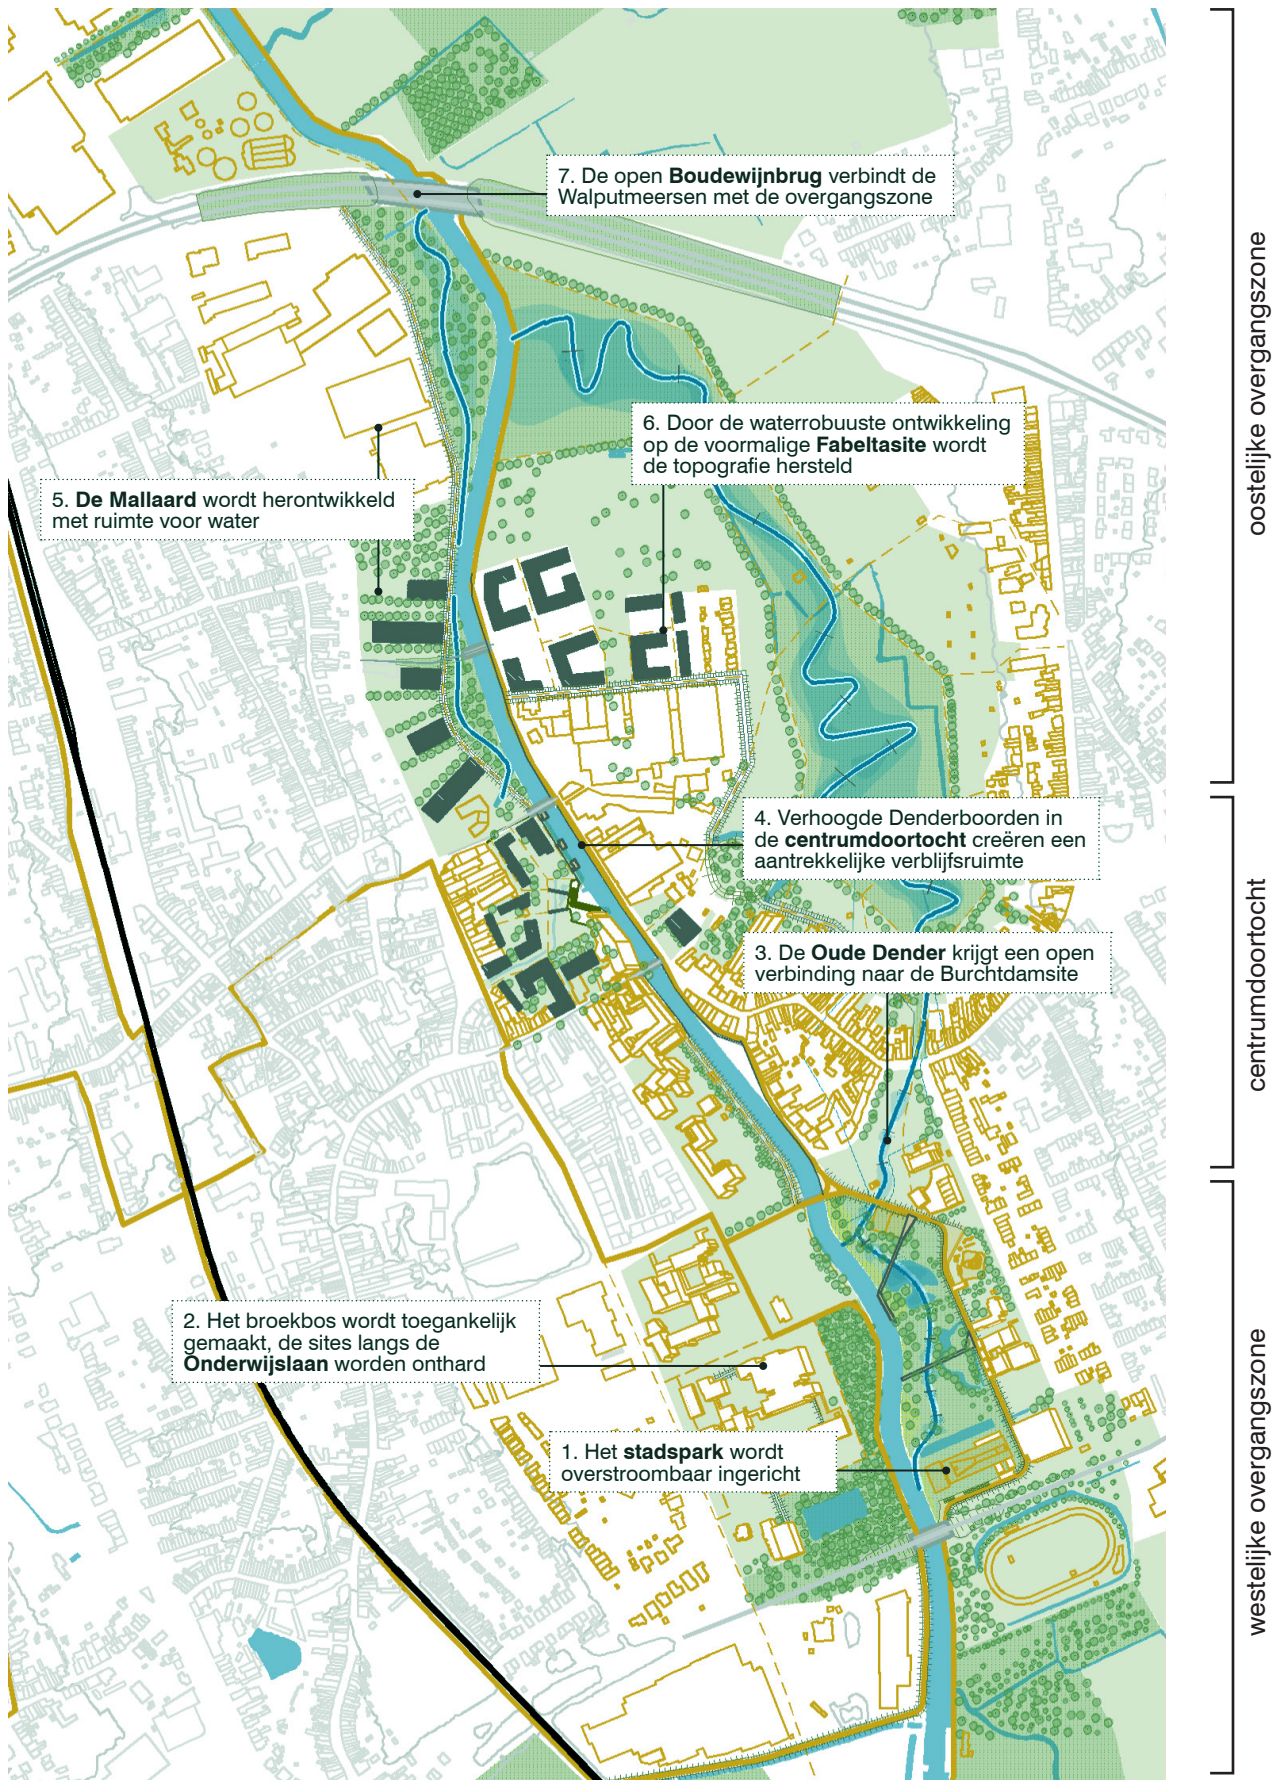 7. De open Boudewijnbrug verbindt de
Walputmeersen met de overgangszone
6. Door de waterrobuuste ontwikkeling
op de voormalige Fabeltasite wordt
de topografie hersteld
5. De Mallaard wordt herontwikkeld
met ruimte voor water
4. Verhoogde Denderboorden in
de centrumdoortocht creëren een
aantrekkelijke verblijfsruimte
3. De Oude Dender krijgt een open
verbinding naar de Burchtdamsite
2. Het broekbos wordt toegankelijk
gemaakt, de sites langs de
Onderwijslaan worden onthard
1. Het stadspark wordt
overstroombaar ingericht
oostelijke overgangszone
centrumdoortocht
westelijke overgangszone